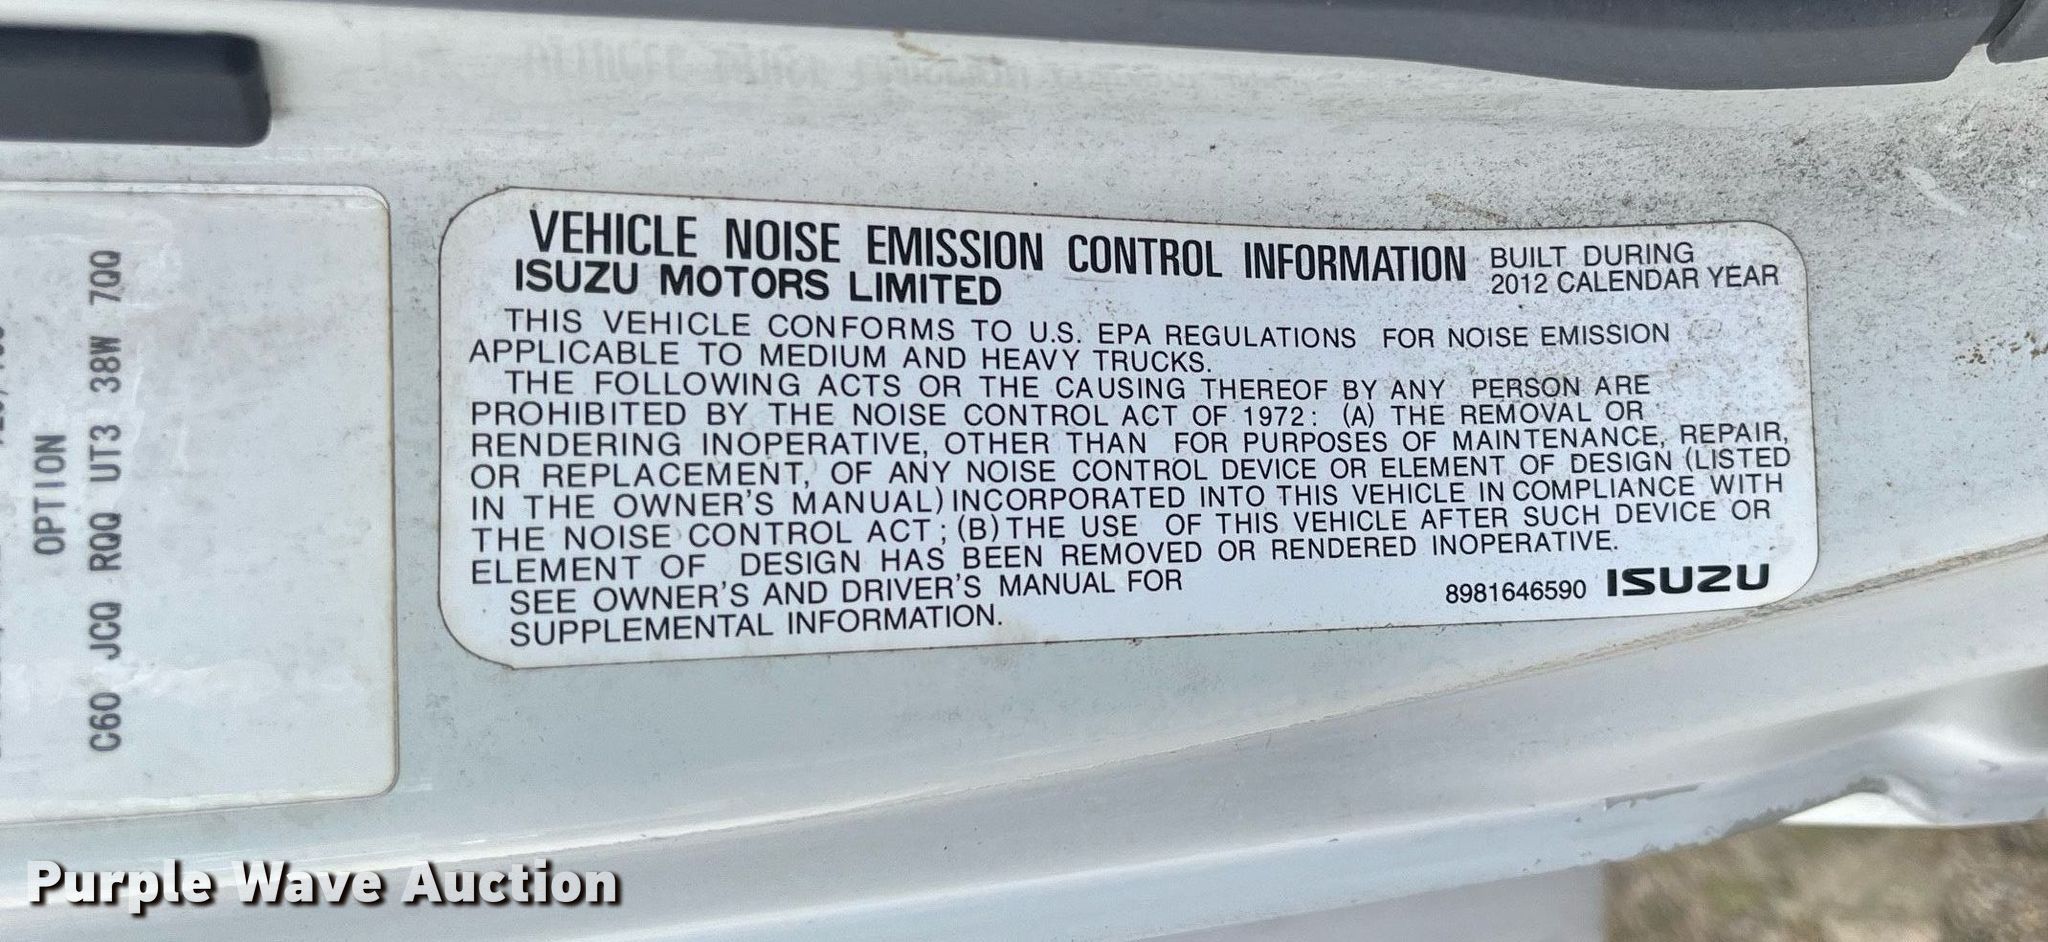 OPTION
C60 JCQ RQQ UT3 38W 7QQ
VEHICLE NOISE EMISSION CONTROL INFORMATION BUILT DURING
ISUZU MOTORS LIMITED 2012 CALENDAR YEAR
THIS VEHICLE CONFORMS TO U.S. EPA REGULATIONS FOR NOISE EMISSION
APPLICABLE TO MEDIUM AND HEAVY TRUCKS.
THE FOLLOWING ACTS OR THE CAUSING THEREOF BY ANY PERSON ARE
PROHIBITED BY THE NOISE CONTROL ACT OF 1972: (A) THE REMOVAL OR
RENDERING INOPERATIVE, OTHER THAN FOR PURPOSES OF MAINTENANCE, REPAIR,
OR REPLACEMENT, OF ANY NOISE CONTROL DEVICE OR ELEMENT OF DESIGN (LISTED
IN THE OWNER'S MANUAL) INCORPORATED INTO THIS VEHICLE IN COMPLIANCE WITH
THE NOISE CONTROL ACT; (B) THE USE OF THIS VEHICLE AFTER SUCH DEVICE OR
ELEMENT OF DESIGN HAS BEEN REMOVED OR RENDERED INOPERATIVE.
SEE OWNER'S AND DRIVER'S MANUAL FOR
SUPPLEMENTAL INFORMATION.
8981646590 ISUZU
Purple Wave Auction